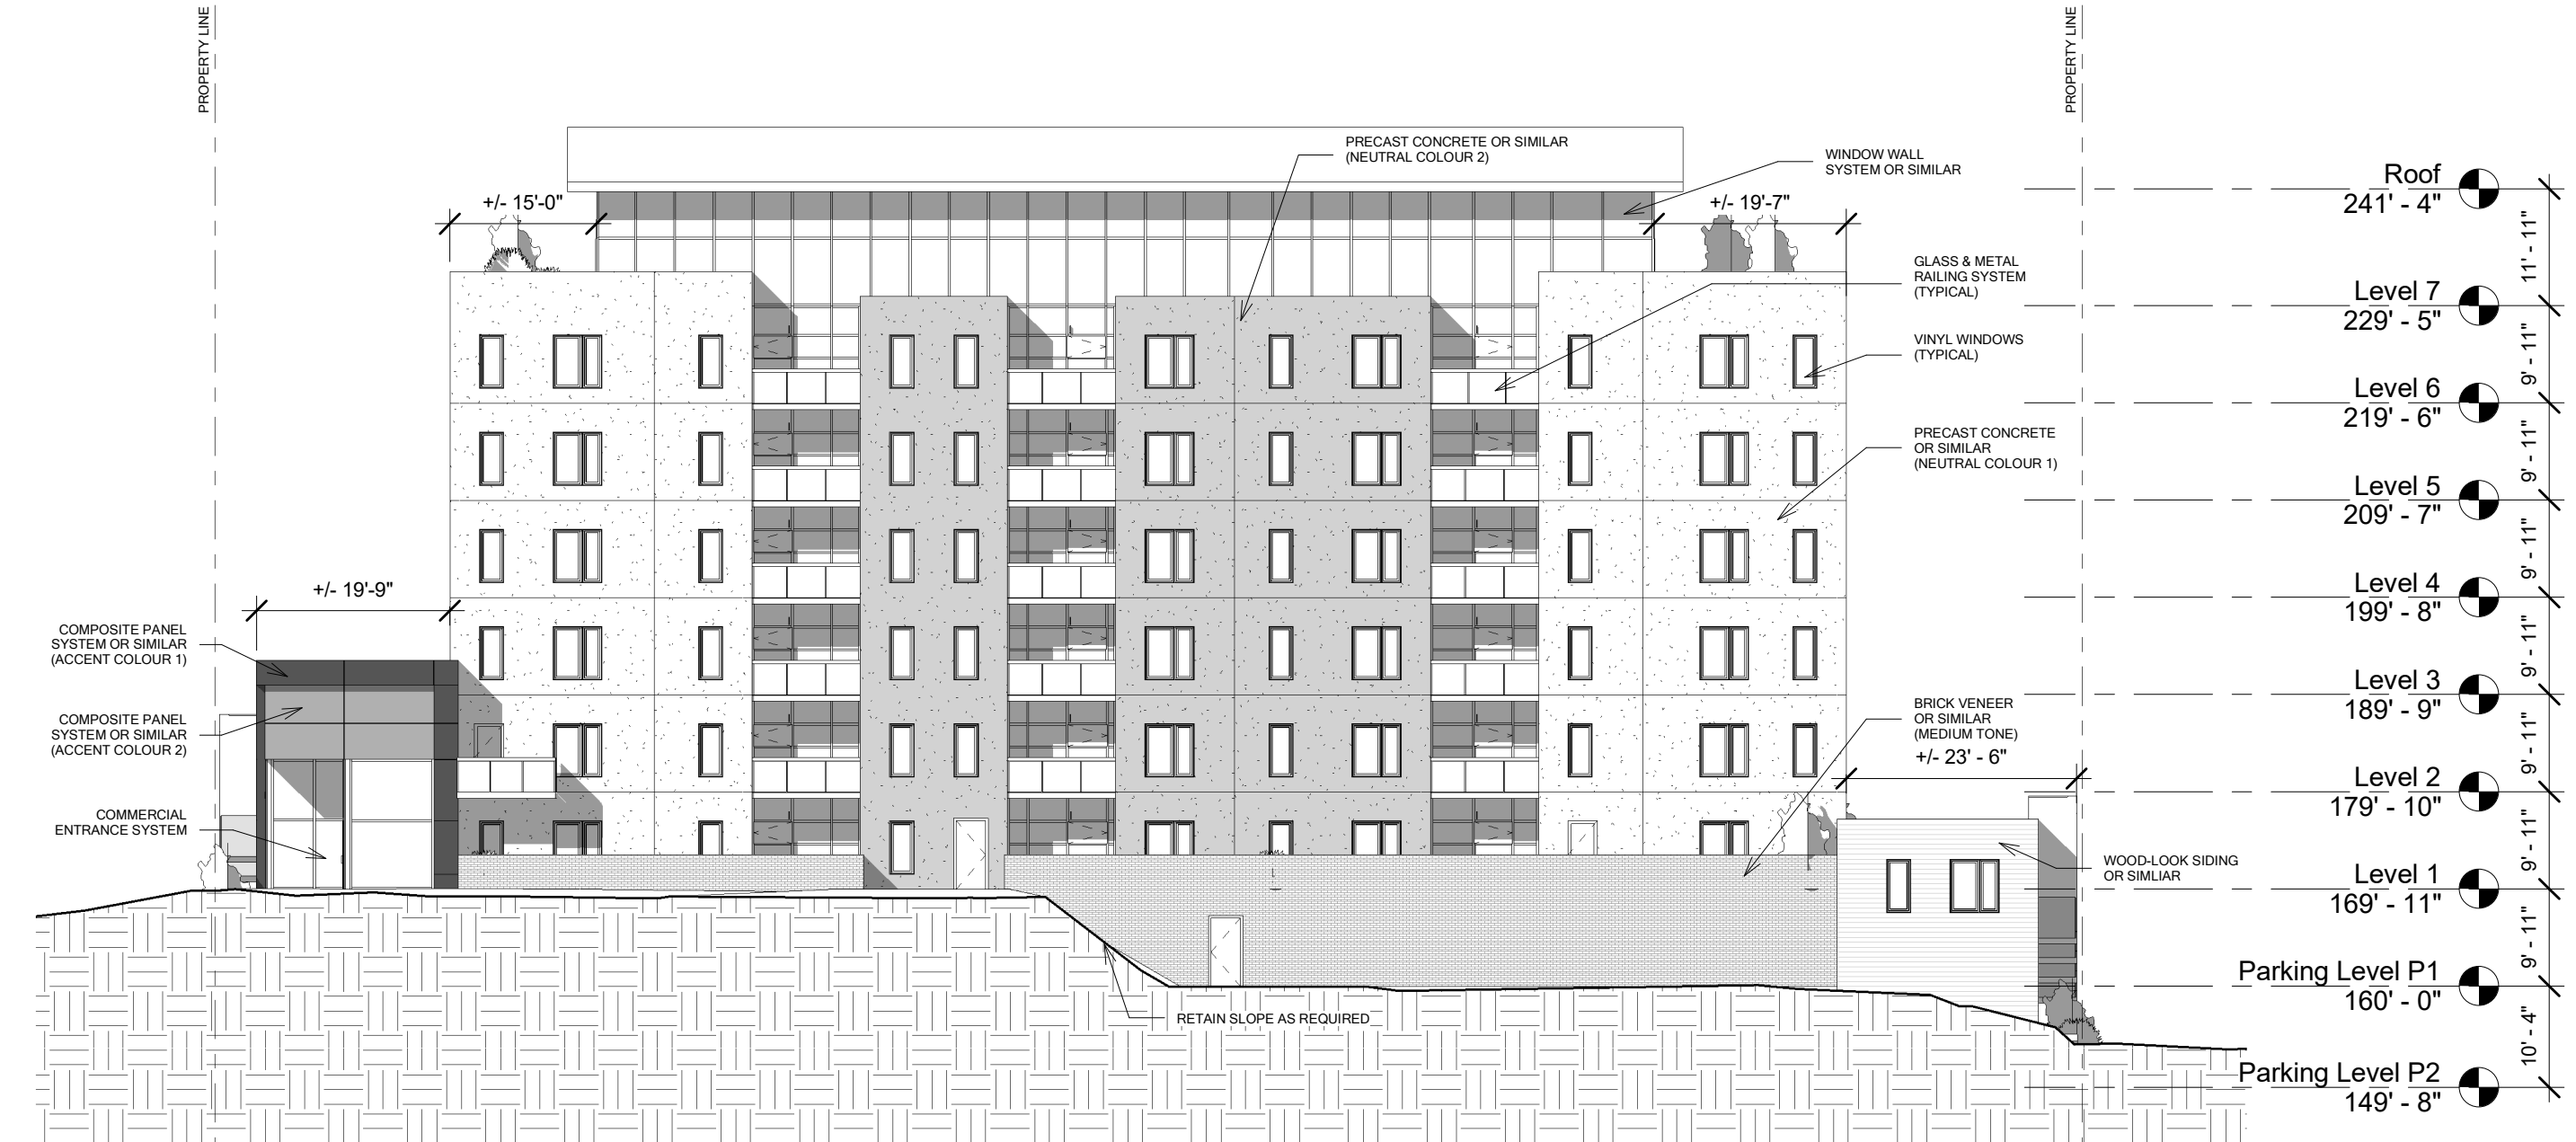 PROPERTY LINE
PROPERTY LINE
PRECAST CONCRETE OR SIMILAR
(NEUTRAL COLOUR 2)
WINDOW WALL
SYSTEM OR SIMILAR
+/- 15'-0"
+/- 19'-7"
GLASS & METAL
RAILING SYSTEM
(TYPICAL)
VINYL WINDOWS
(TYPICAL)
PRECAST CONCRETE
OR SIMILAR
(NEUTRAL COLOUR 1)
+/- 19'-9"
COMPOSITE PANEL
SYSTEM OR SIMILAR
(ACCENT COLOUR 1)
COMPOSITE PANEL
SYSTEM OR SIMILAR
(ACCENT COLOUR 2)
COMMERCIAL
ENTRANCE SYSTEM
BRICK VENEER
OR SIMILAR
(MEDIUM TONE)
+/- 23' - 6"
WOOD-LOOK SIDING
OR SIMLIAR
RETAIN SLOPE AS REQUIRED
Roof
241' - 4"
11' - 11"
Level 7
229' - 5"
9' - 11"
Level 6
219' - 6"
9' - 11"
Level 5
209' - 7"
9' - 11"
Level 4
199' - 8"
9' - 11"
Level 3
189' - 9"
9' - 11"
Level 2
179' - 10"
9' - 11"
Level 1
169' - 11"
9' - 11"
Parking Level P1
160' - 0"
10' - 4"
Parking Level P2
149' - 8"